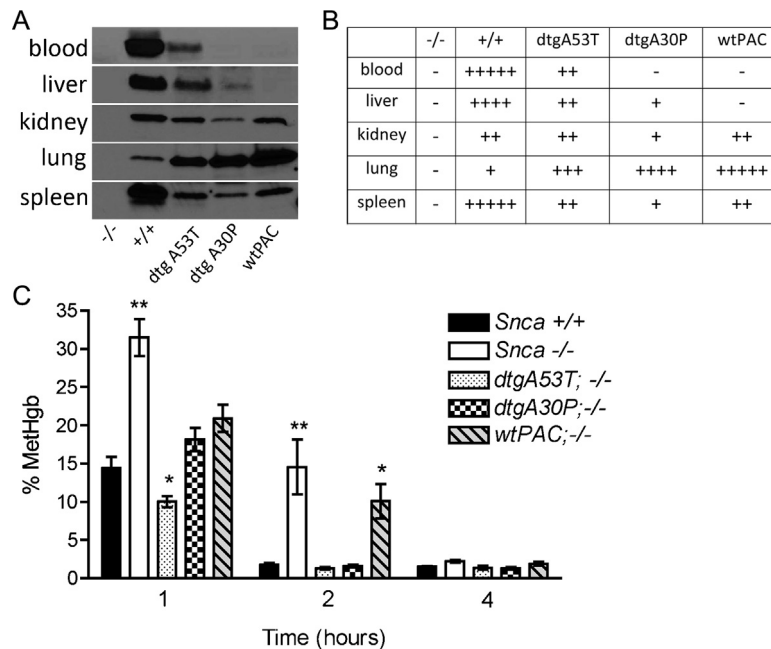 A
blood
liver
kidney
lung
spleen
-/- +/+ dtg A53T dtg A30P wtPAC
B
-/- +/+ dtgA53T dtgA30P wtPAC
blood - +++++ ++ - -
liver - ++++ ++ + -
kidney - ++ ++ + ++
lung - + +++ ++++ +++++
spleen - +++++ ++ + ++
C
% MetHgb
35
30
25
20
15
10
5
0
** * ** *
1 2 4
Time (hours)
Snca +/+
Snca -/-
dtgA53T; -/-
dtgA30P;-/-
wtPAC;-/-